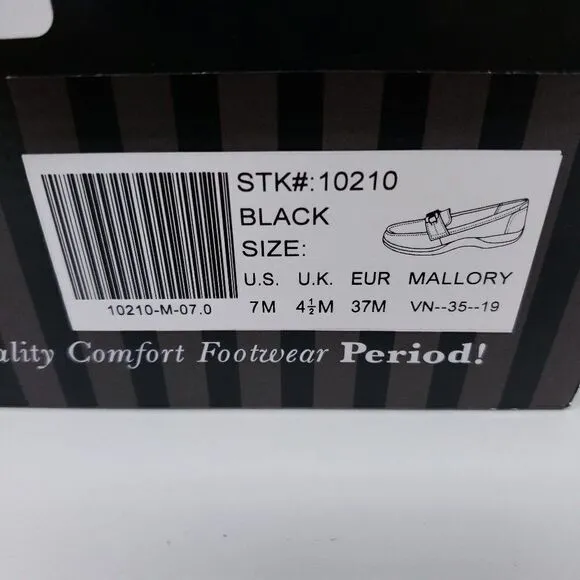 STK#:10210
BLACK
SIZE:
U.S. U.K. EUR MALLORY
7M 4½M 37M VN--35--19
10210-M-07.0
Comfort Footwear Period!